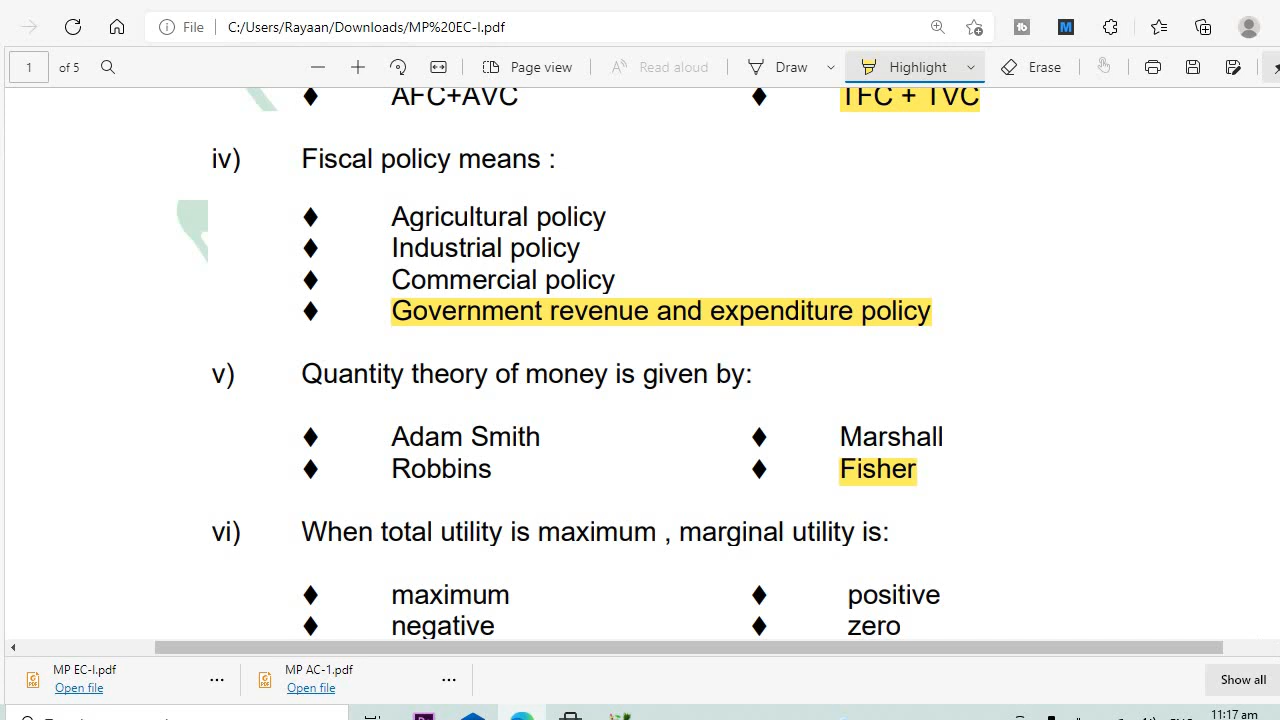 File C:/Users/Rayaan/Downloads/MP%20EC-I.pdf
1 of 5 Page view Read aloud Draw Highlight Erase
♦ AFC+AVC ♦ TFC + TVC
iv) Fiscal policy means :
♦ Agricultural policy
♦ Industrial policy
♦ Commercial policy
♦ Government revenue and expenditure policy
v) Quantity theory of money is given by:
♦ Adam Smith ♦ Marshall
♦ Robbins ♦ Fisher
vi) When total utility is maximum , marginal utility is:
♦ maximum ♦ positive
♦ negative ♦ zero
MP EC-I.pdf MP AC-1.pdf
Open file Open file Show all
11:17 am